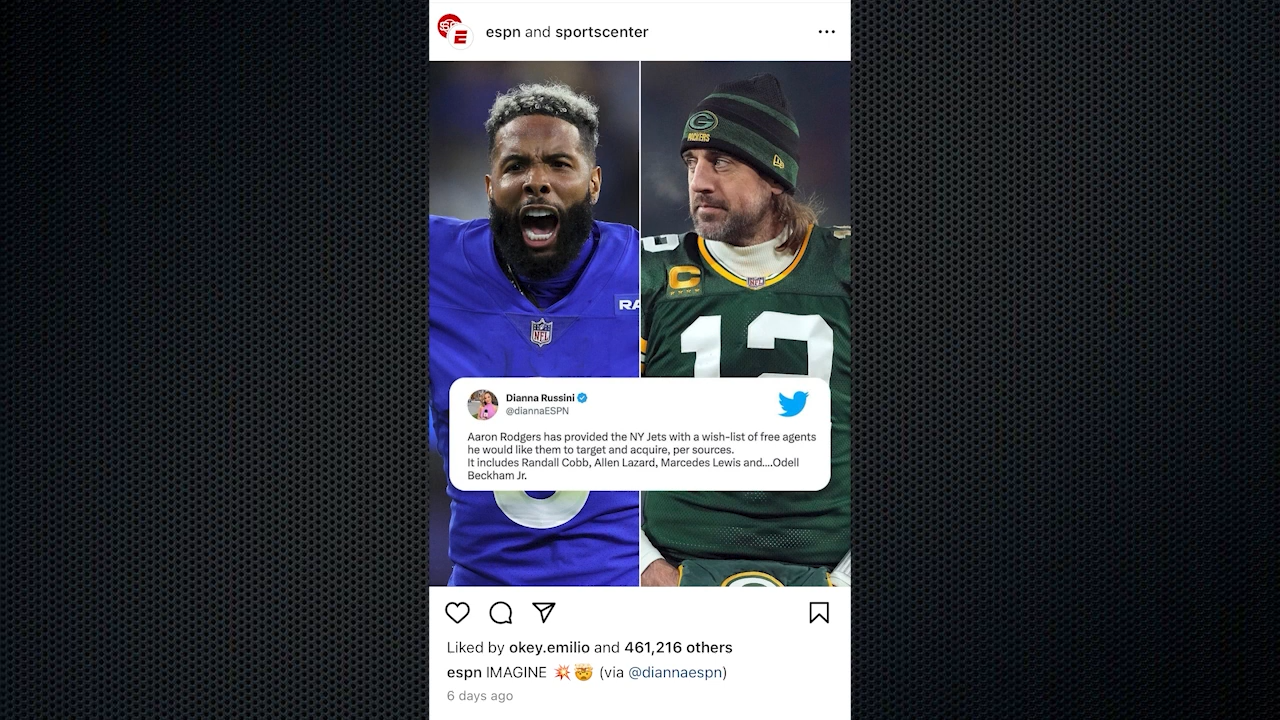 espn and sportscenter
PACKERS
C
RA
NFL
NFL
12
Dianna Russini
@diannaESPN
Aaron Rodgers has provided the NY Jets with a wish-list of free agents
he would like them to target and acquire, per sources.
It includes Randall Cobb, Allen Lazard, Marcedes Lewis and....Odell
Beckham Jr.
Liked by okey.emilio and 461,216 others
espn IMAGINE 💥🤯 (via @diannaespn)
6 days ago